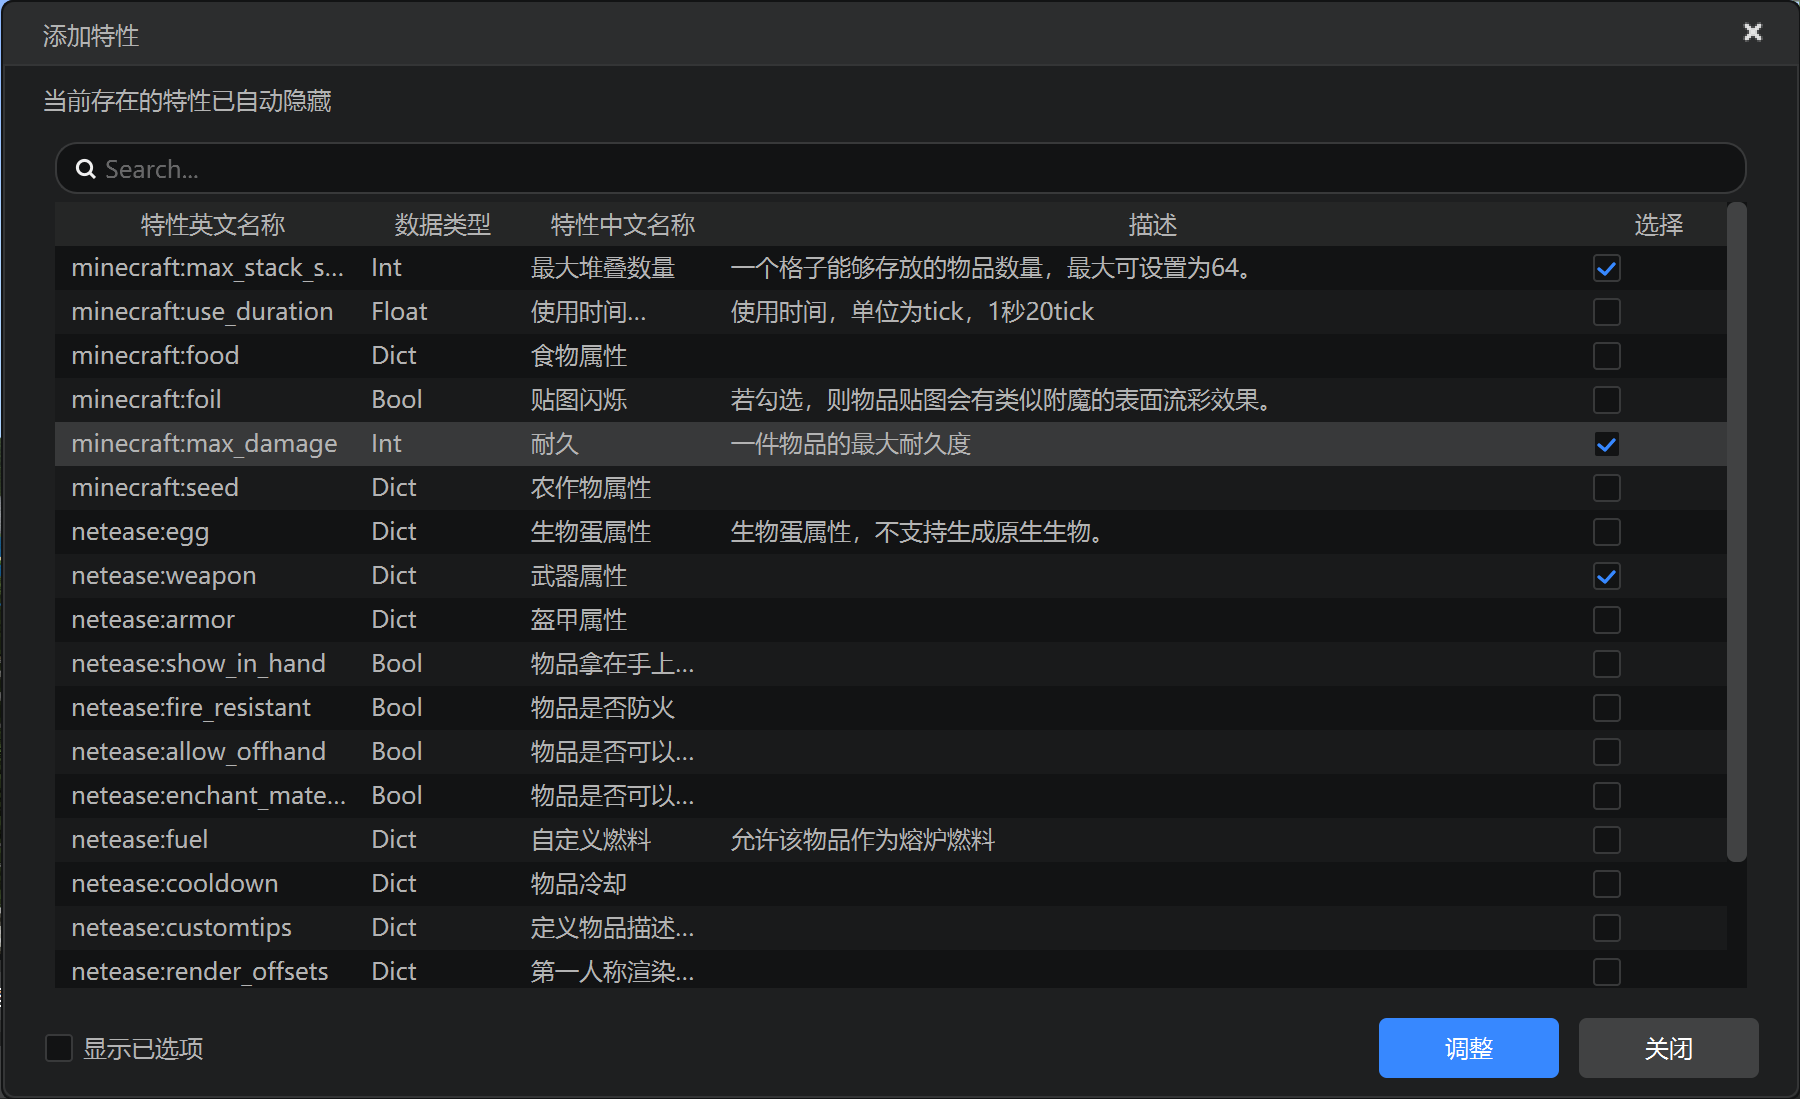 添加特性
当前存在的特性已自动隐藏
Search...
特性英文名称 数据类型 特性中文名称 描述 选择
minecraft:max_stack_s... Int 最大堆叠数量 一个格子能够存放的物品数量，最大可设置为64。
minecraft:use_duration Float 使用时间... 使用时间，单位为tick，1秒20tick
minecraft:food Dict 食物属性
minecraft:foil Bool 贴图闪烁 若勾选，则物品贴图会有类似附魔的表面流彩效果。
minecraft:max_damage Int 耐久 一件物品的最大耐久度
minecraft:seed Dict 农作物属性
netease:egg Dict 生物蛋属性 生物蛋属性，不支持生成原生生物。
netease:weapon Dict 武器属性
netease:armor Dict 盔甲属性
netease:show_in_hand Bool 物品拿在手上...
netease:fire_resistant Bool 物品是否防火
netease:allow_offhand Bool 物品是否可以...
netease:enchant_mate... Bool 物品是否可以...
netease:fuel Dict 自定义燃料 允许该物品作为熔炉燃料
netease:cooldown Dict 物品冷却
netease:customtips Dict 定义物品描述...
netease:render_offsets Dict 第一人称渲染...
显示已选项
调整
关闭